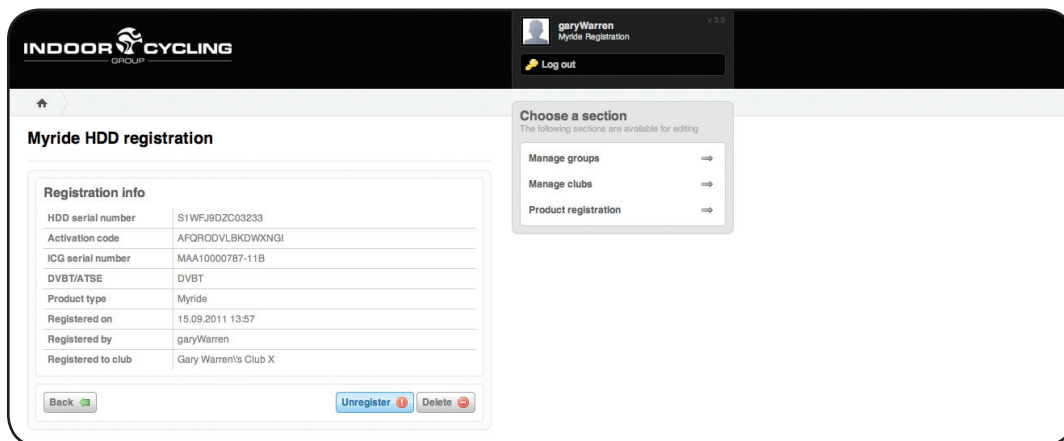 INDOOR CYCLING
GROUP
garyWarren
v 3.0
Myride Registration
Log out
Myride HDD registration
Registration info
HDD serial number S1WFJ9DZC03233
Activation code AFQRODVLBKDWXNGI
ICG serial number MAA10000787-11B
DVBT/ATSE DVBT
Product type Myride
Registered on 15.09.2011 13:57
Registered by garyWarren
Registered to club Gary Warren\'s Club X
Back
Unregister
Delete
Choose a section
The following sections are available for editing
Manage groups
Manage clubs
Product registration